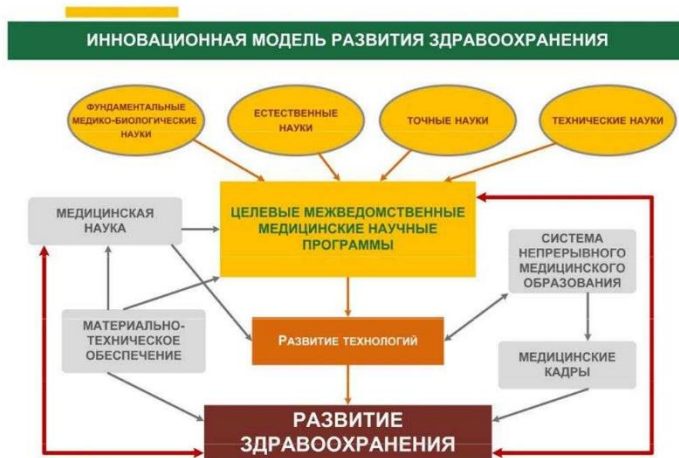 ИННОВАЦИОННАЯ МОДЕЛЬ РАЗВИТИЯ ЗДРАВООХРАНЕНИЯ
ФУНДАМЕНТАЛЬНЫЕ
МЕДИКО-БИОЛОГИЧЕСКИЕ
НАУКИ
ЕСТЕСТВЕННЫЕ
НАУКИ
ТОЧНЫЕ НАУКИ
ТЕХНИЧЕСКИЕ НАУКИ
ЦЕЛЕВЫЕ МЕЖВЕДОМСТВЕННЫЕ
МЕДИЦИНСКИЕ НАУЧНЫЕ
ПРОГРАММЫ
МЕДИЦИНСКАЯ
НАУКА
СИСТЕМА
НЕПРЕРЫВНОГО
МЕДИЦИНСКОГО
ОБРАЗОВАНИЯ
МАТЕРИАЛЬНО-
ТЕХНИЧЕСКОЕ
ОБЕСПЕЧЕНИЕ
РАЗВИТИЕ ТЕХНОЛОГИЙ
МЕДИЦИНСКИЕ
КАДРЫ
РАЗВИТИЕ
ЗДРАВООХРАНЕНИЯ